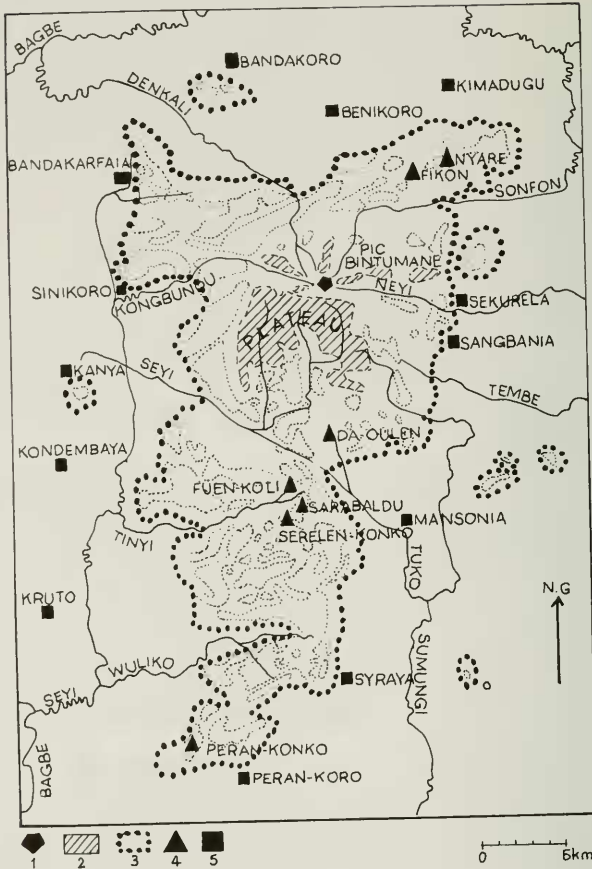 BAGBE
BANDAKORO
DENKALI
KIMADUGU
BENIKORO
BANDAKARFAIA
NYARE
FIKON
SONFON
PIC
BINTUMANE
SINIKORO
KONGBUNDU
NEYI
SEKURELA
PLATEAU
SANGBANIA
SEYI
KANYA
TEMBE
DA-OULEN
KONDEMBAYA
FUEN-KOLI
SARABALDU
SERELEN-KONKO
MANSONIA
TINYI
TUKO
N.G
KRUTO
SUMUNGI
WULIKO
SYRAYA
SEYI
BAGBE
PERAN-KONKO
PERAN-KORO
1 2 3 4 5
0 5km